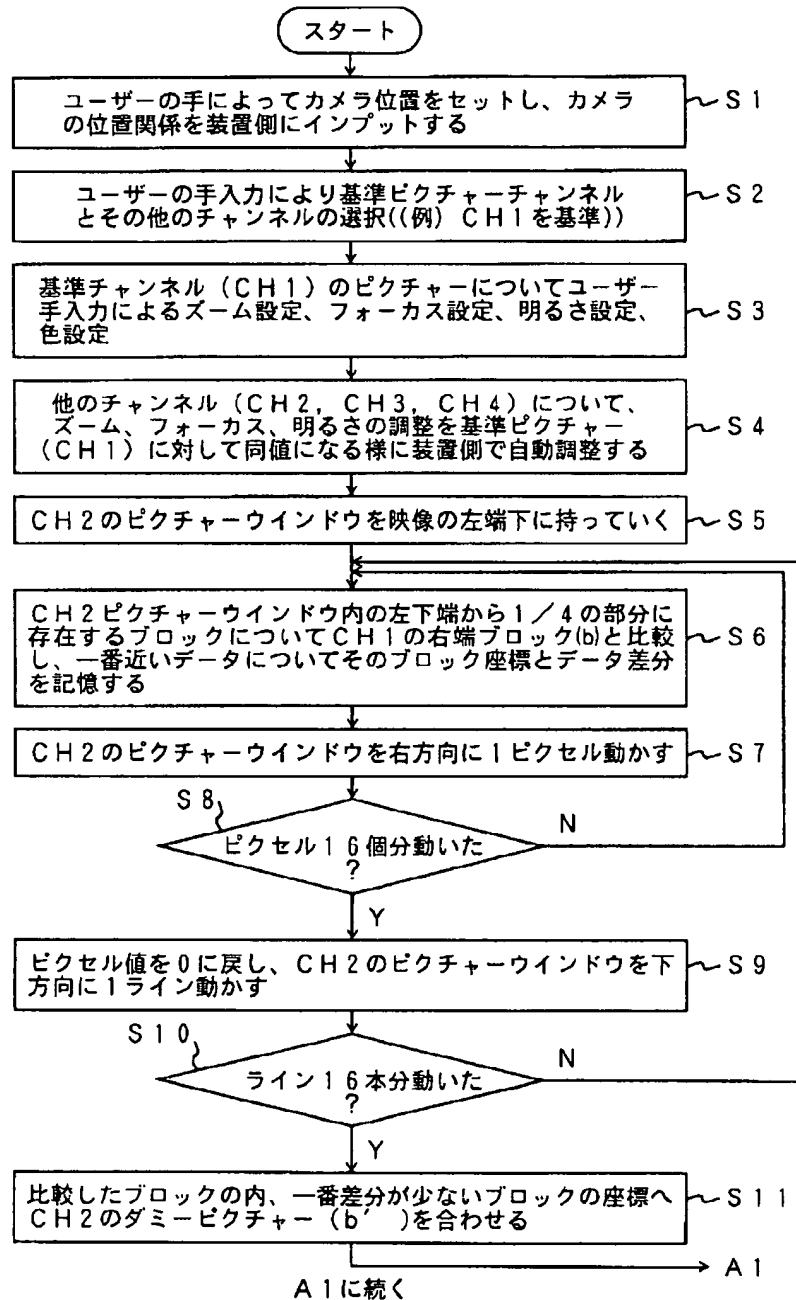 スタート
ユーザーの手によってカメラ位置をセットし、カメラ
の位置関係を装置側にインプットする
S1
ユーザーの手入力により基準ピクチャーチャンネル
とその他のチャンネルの選択((例) CH1を基準))
S2
基準チャンネル(CH1)のピクチャーについてユーザー
手入力によるズーム設定、フォーカス設定、明るさ設定、
色設定
S3
他のチャンネル(CH2,CH3,CH4)について、
ズーム、フォーカス、明るさの調整を基準ピクチャー
(CH1)に対して同値になる様に装置側で自動調整する
S4
CH2のピクチャーウインドウを映像の左端下に持っていく
S5
CH2ピクチャーウインドウ内の左下端から1/4の部分に
存在するブロックについてCH1の右端ブロック(b)と比較
し、一番近いデータについてそのブロック座標とデータ差分
を記憶する
S6
CH2のピクチャーウインドウを右方向に1ピクセル動かす
S7
S8
ピクセル16個分動いた
?
N
Y
ピクセル値を0に戻し、CH2のピクチャーウインドウを下
方向に1ライン動かす
S9
S10
ライン16本分動いた
?
N
Y
比較したブロックの内、一番差分が少ないブロックの座標へ
CH2のダミーピクチャー(b')を合わせる
S11
A1
A1に続く